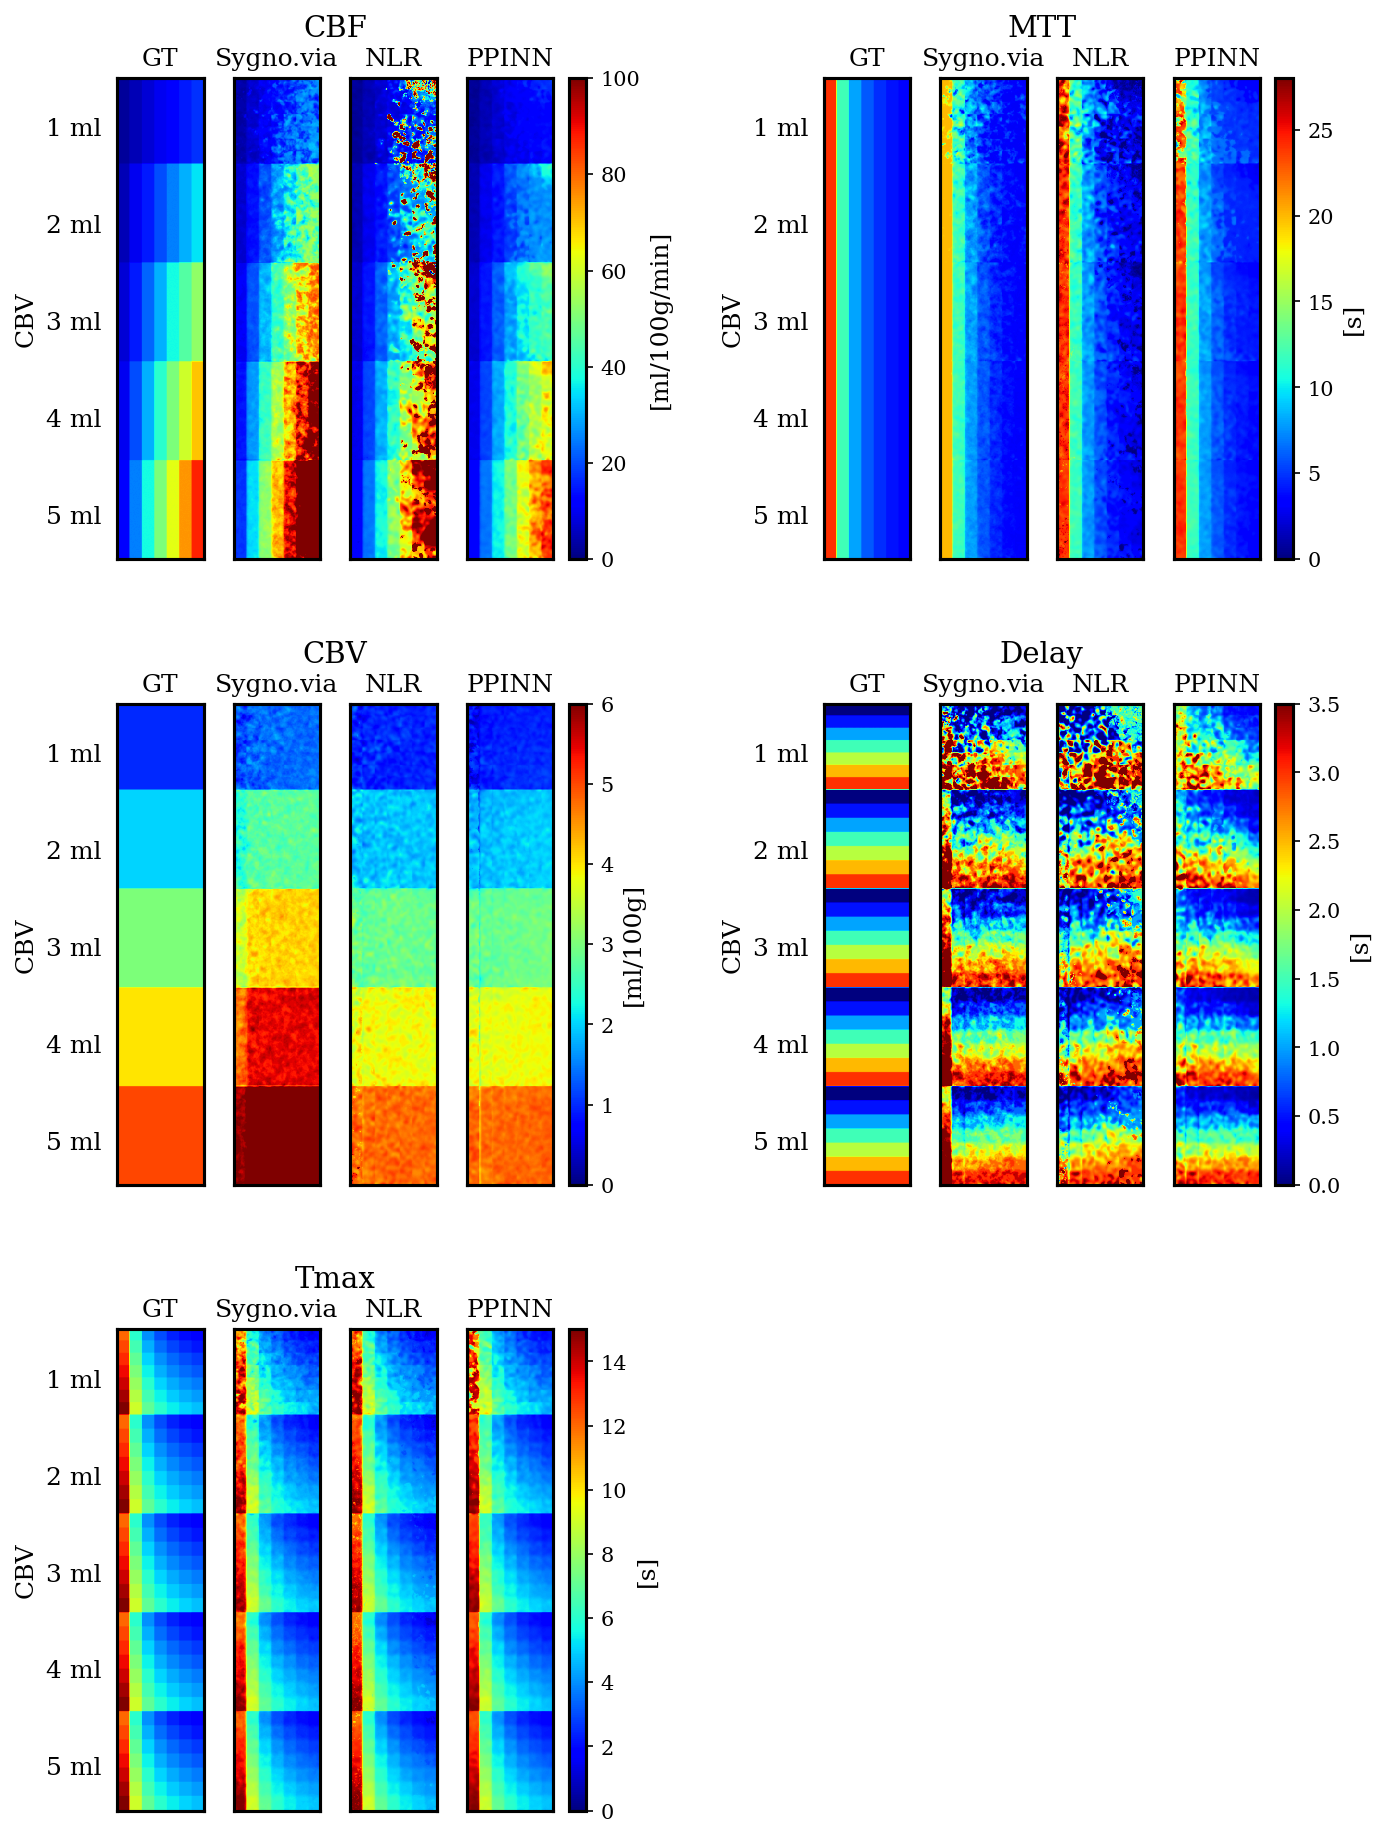 CBF
GT Sygno.via NLR PPINN
CBV
1 ml
2 ml
3 ml
4 ml
5 ml
100
80
60
40
20
0
[ml/100g/min]
MTT
GT Sygno.via NLR PPINN
CBV
1 ml
2 ml
3 ml
4 ml
5 ml
25
20
15
10
5
0
[s]
CBV
GT Sygno.via NLR PPINN
CBV
1 ml
2 ml
3 ml
4 ml
5 ml
6
5
4
3
2
1
0
[ml/100g]
Delay
GT Sygno.via NLR PPINN
CBV
1 ml
2 ml
3 ml
4 ml
5 ml
3.5
3.0
2.5
2.0
1.5
1.0
0.5
0.0
[s]
Tmax
GT Sygno.via NLR PPINN
CBV
1 ml
2 ml
3 ml
4 ml
5 ml
14
12
10
8
6
4
2
0
[s]